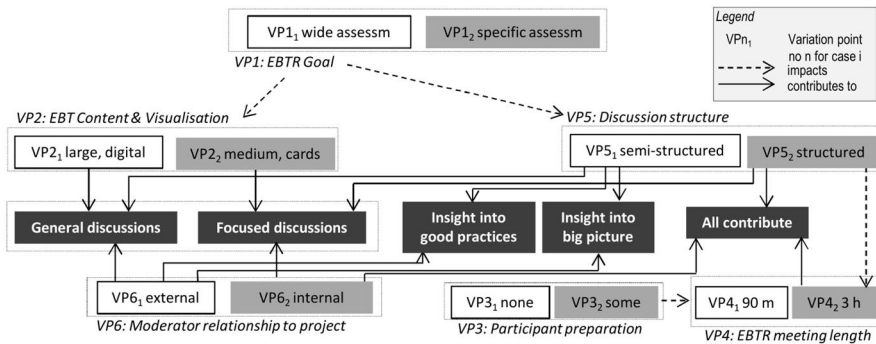 Legend
VPn₁ Variation point
no n for case i
impacts
contributes to
VP1₁ wide assessm
VP1₂ specific assessm
VP1: EBTR Goal
VP2: EBT Content & Visualisation
VP5: Discussion structure
VP2₁ large, digital
VP2₂ medium, cards
VP5₁ semi-structured
VP5₂ structured
General discussions
Focused discussions
Insight into
good practices
Insight into
big picture
All contribute
VP6₁ external
VP6₂ internal
VP6: Moderator relationship to project
VP3₁ none
VP3₂ some
VP3: Participant preparation
VP4₁ 90 m
VP4₂ 3 h
VP4: EBTR meeting length